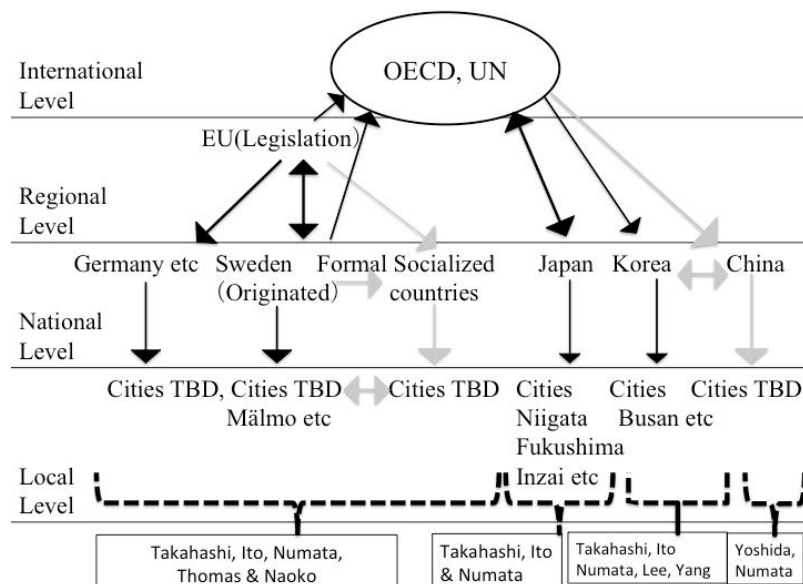 International
Level
OECD, UN
EU(Legislation)
Regional
Level
Germany etc Sweden Formal Socialized Japan Korea China
(Originated) countries
National
Level
Cities TBD, Cities TBD Cities TBD Cities Cities Cities TBD
Mälmo etc Niigata Busan etc
Fukushima
Local Inzai etc
Level
Takahashi, Ito, Numata,
Thomas & Naoko
Takahashi, Ito
& Numata
Takahashi, Ito
Numata, Lee, Yang
Yoshida,
Numata